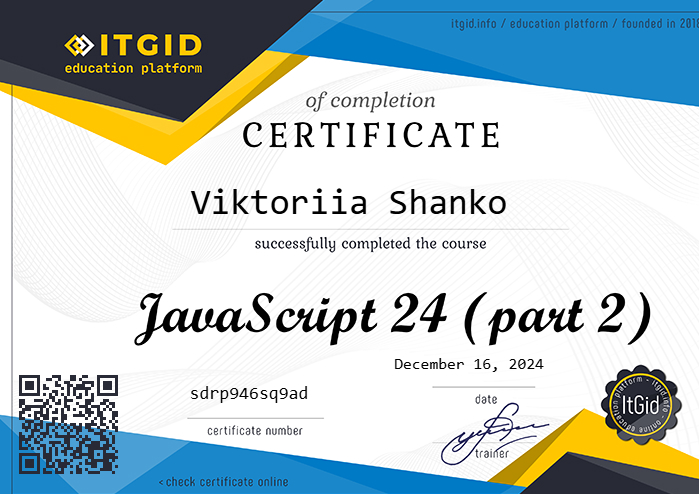 itgid.info / education platform / founded in 2018
ITGID
education platform
of completion
CERTIFICATE
Viktoriia Shanko
successfully completed the course
JavaScript 24 (part 2)
December 16, 2024
date
sdrp946sq9ad
certificate number
trainer
education platform - itgid.info - online
ItGid
< check certificate online